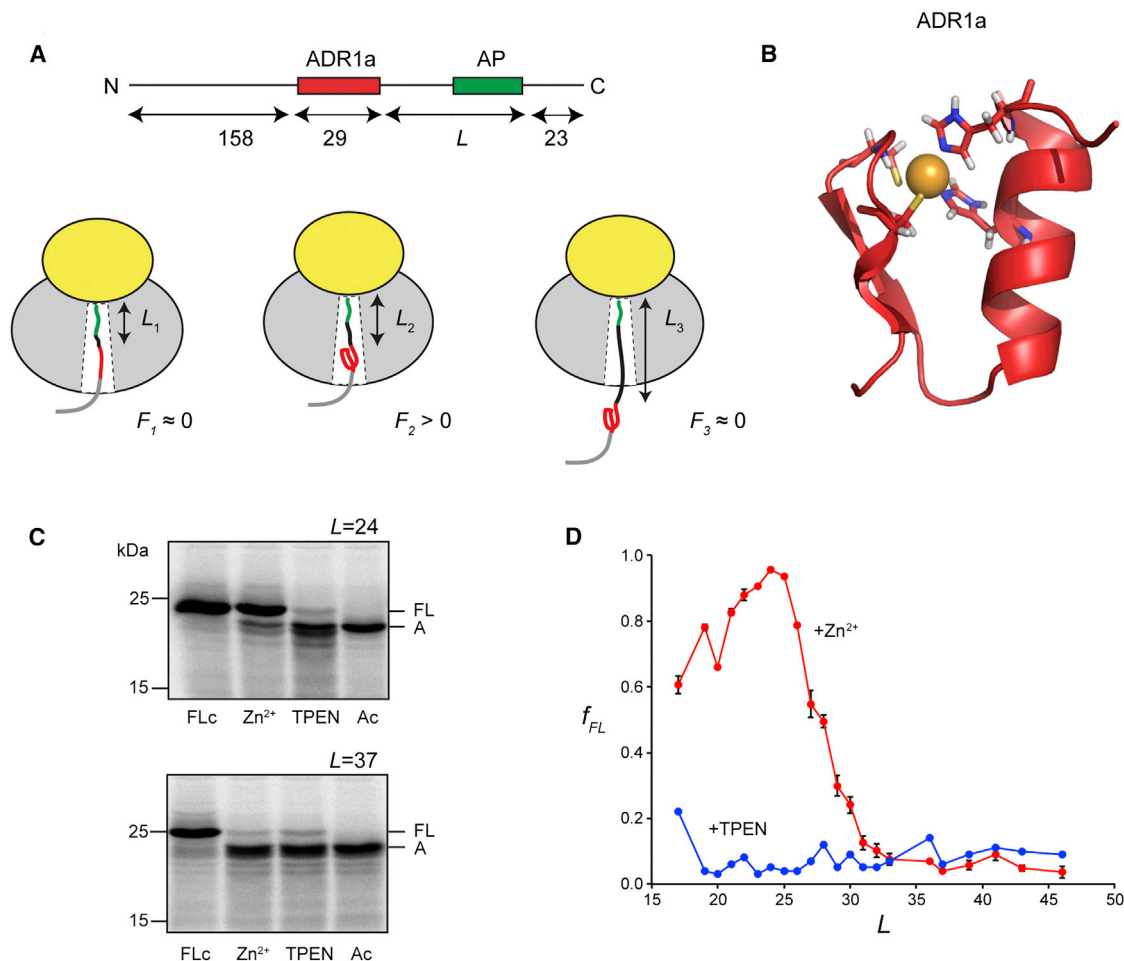 A
ADR1a
AP
N
C
158
29
L
23
L1
L2
L3
F1 ≈ 0
F2 > 0
F3 ≈ 0
ADR1a
B
C
L=24
kDa
25
15
FL
A
FLc
Zn2+
TPEN
Ac
L=37
25
15
FL
A
FLc
Zn2+
TPEN
Ac
D
1.0
0.8
0.6
0.4
0.2
0.0
fFL
+Zn2+
+TPEN
15
20
25
30
35
40
45
50
L